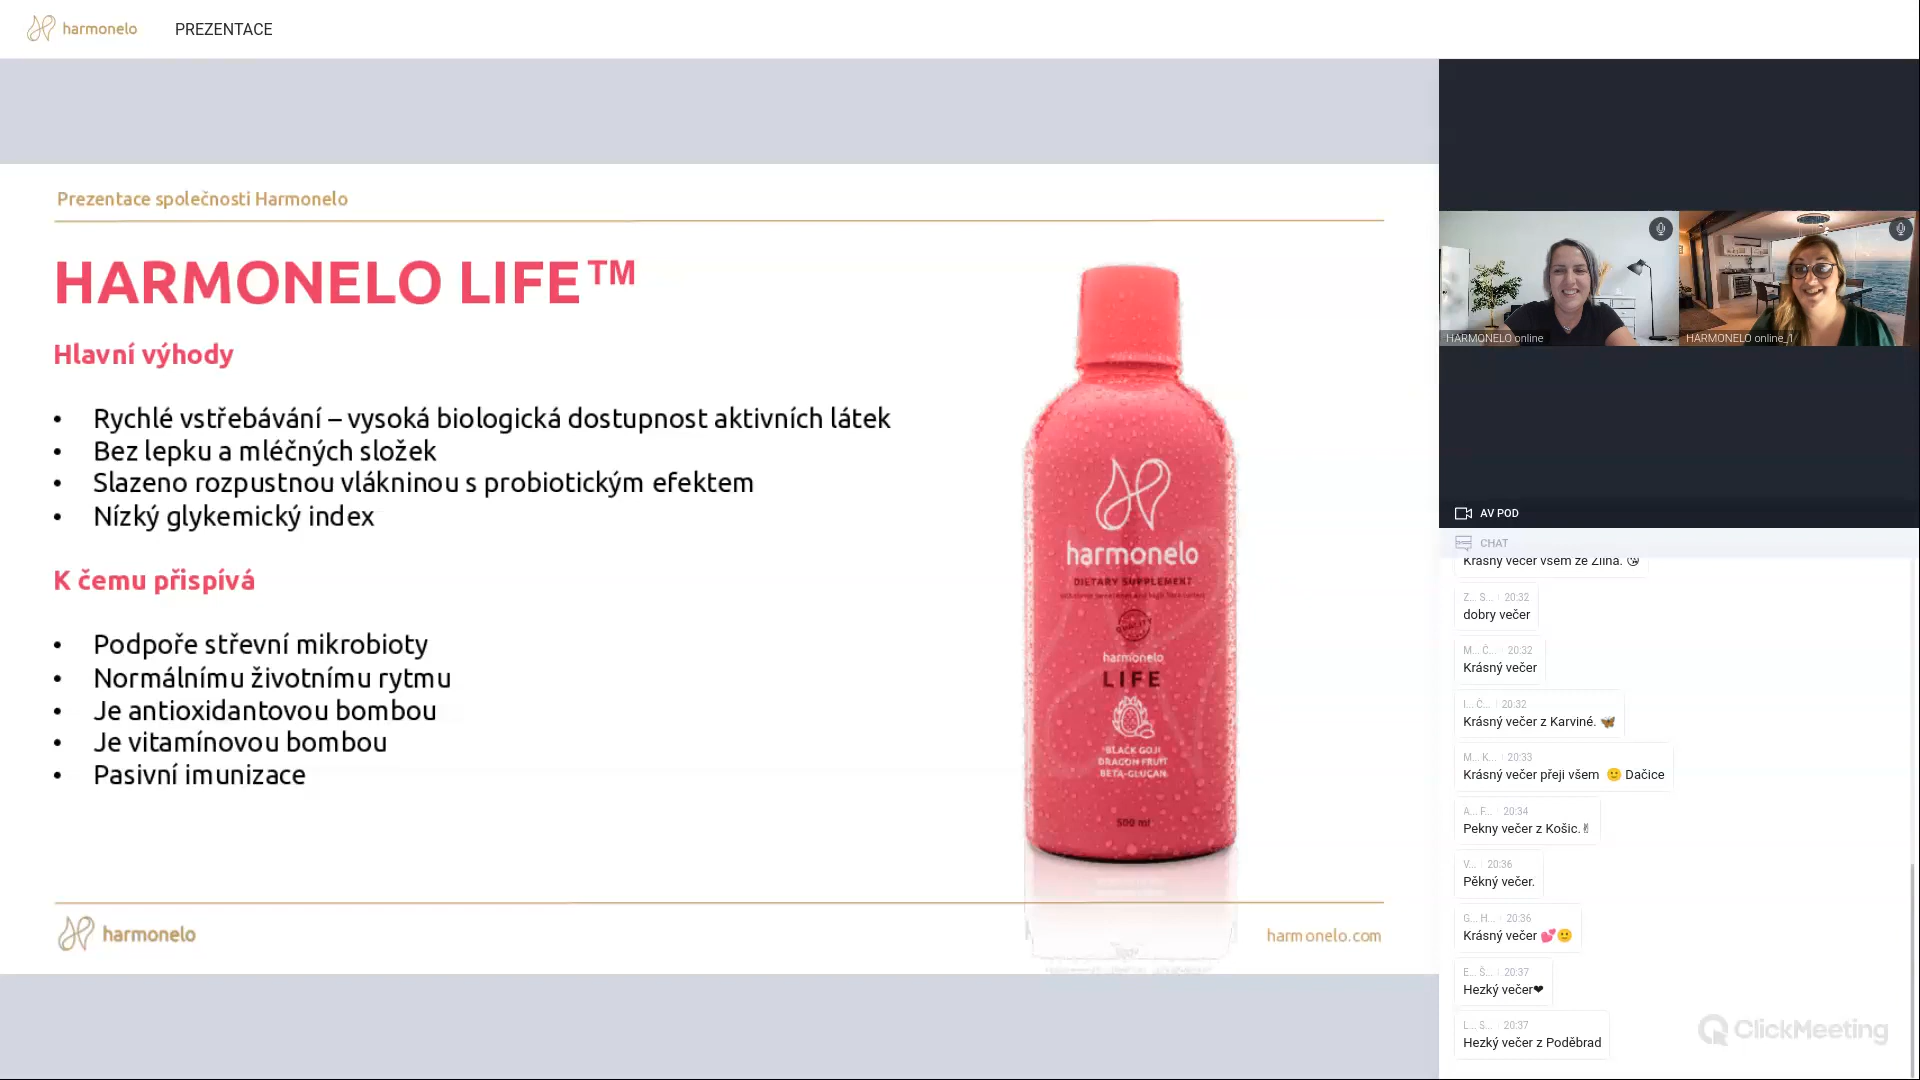 harmonelo
PREZENTACE
Prezentace společnosti Harmonelo
HARMONELO LIFE™
Hlavní výhody
• Rychlé vstřebávání – vysoká biologická dostupnost aktivních látek
• Bez lepku a mléčných složek
• Slazeno rozpustnou vlákninou s probiotickým efektem
• Nízký glykemický index
K čemu přispívá
• Podpoře střevní mikrobioty
• Normálnímu životnímu rytmu
• Je antioxidantovou bombou
• Je vitamínovou bombou
• Pasivní imunizace
harmonelo
DIETARY SUPPLEMENT
QUALITY
harmonelo
LIFE
BLACK GOJI
DRAGON FRUIT
BETA-GLUCAN
500 ml
harmonelo
harmonelo.com
HARMONELO online
HARMONELO online_1
AV POD
CHAT
Krásný večer všem ze Zlína. 😘
Z... S... 20:32
dobry večer
M... Č... 20:32
Krásný večer
I... Č... 20:32
Krásný večer z Karviné. 🦋
M... K... 20:33
Krásný večer přeji všem 🙂 Dačice
A... F... 20:34
Pekny večer z Košic.✌
V... 20:36
Pěkný večer.
G... H... 20:36
Krásný večer 💕🙂
E... Š... 20:37
Hezký večer❤
L... S... 20:37
Hezký večer z Poděbrad
ClickMeeting